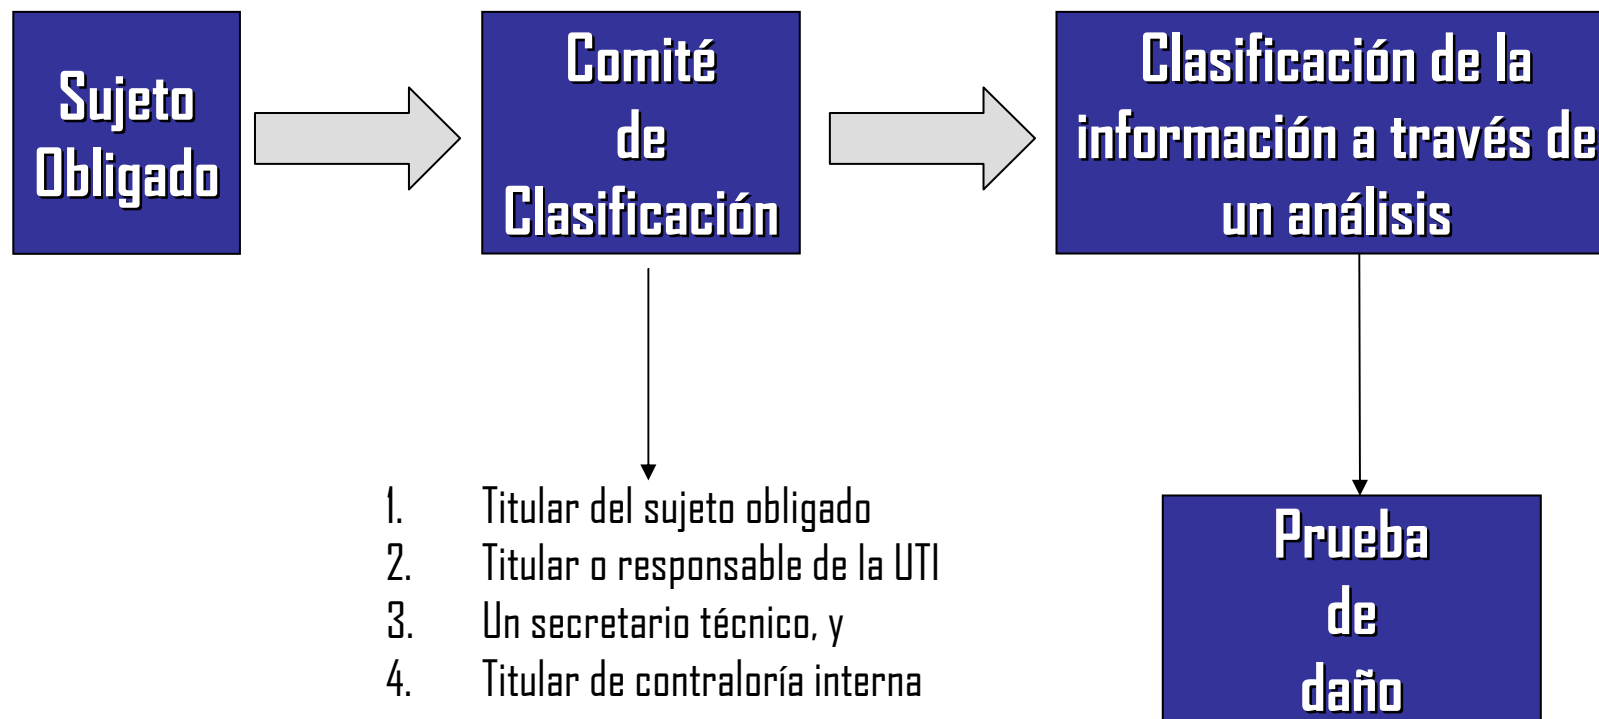 Sujeto
Obligado
Comité
de
Clasificación
Clasificación de la
información a través de
un análisis
1. Titular del sujeto obligado
2. Titular o responsable de la UTI
3. Un secretario técnico, y
4. Titular de contraloría interna
Prueba
de
daño